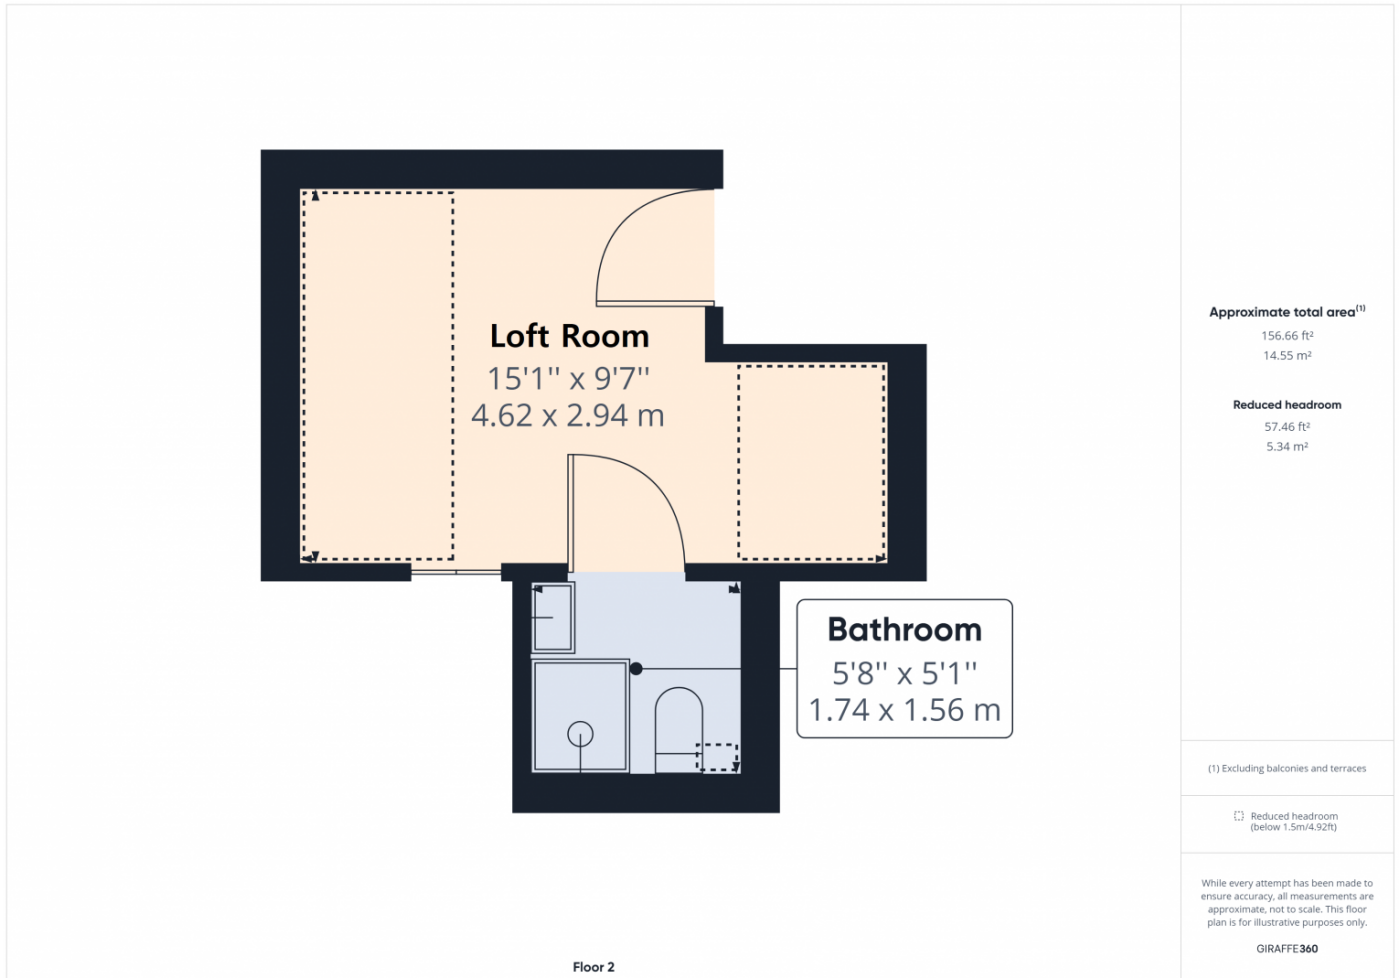 Loft Room
15'1'' x 9'7''
4.62 x 2.94 m
Bathroom
5'8'' x 5'1''
1.74 x 1.56 m
Floor 2
Approximate total area(1)
156.66 ft²
14.55 m²
Reduced headroom
57.46 ft²
5.34 m²
(1) Excluding balconies and terraces
Reduced headroom
(below 1.5m/4.92ft)
While every attempt has been made to
ensure accuracy, all measurements are
approximate, not to scale. This floor
plan is for illustrative purposes only.
GIRAFFE360